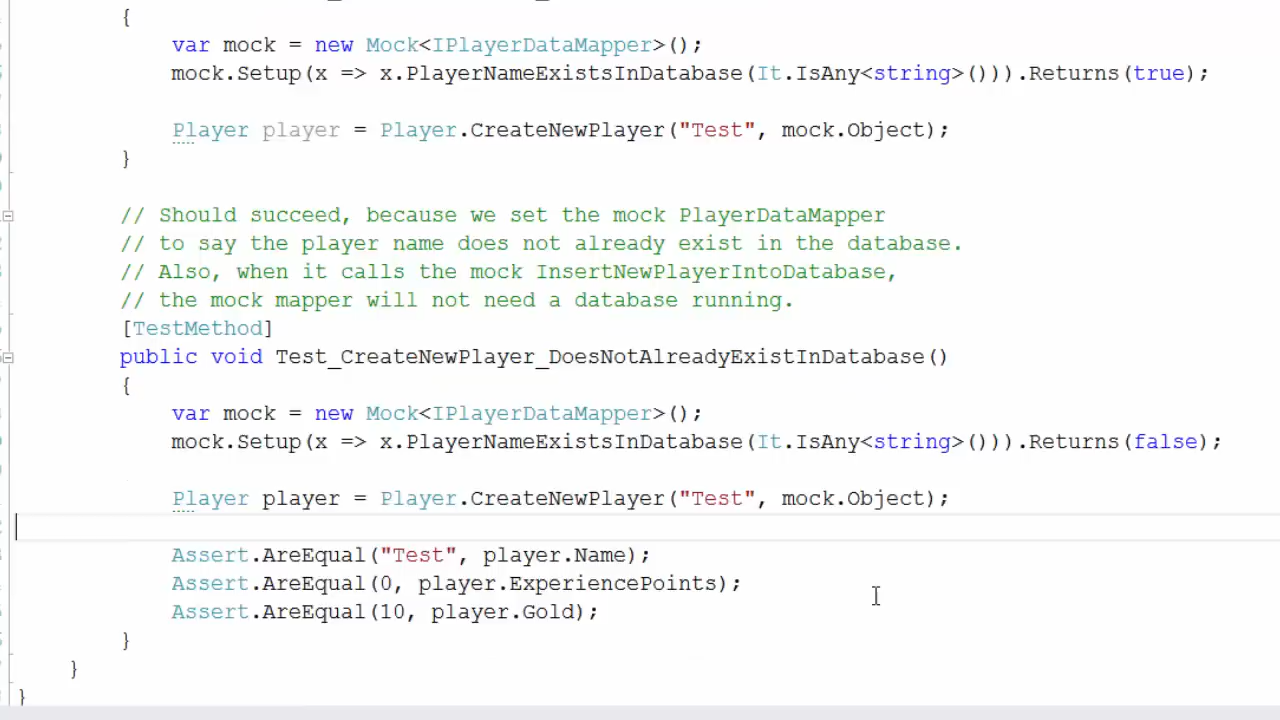 {
var mock = new Mock<IPlayerDataMapper>();
mock.Setup(x => x.PlayerNameExistsInDatabase(It.IsAny<string>())).Returns(true);
Player player = Player.CreateNewPlayer("Test", mock.Object);
}
// Should succeed, because we set the mock PlayerDataMapper
// to say the player name does not already exist in the database.
// Also, when it calls the mock InsertNewPlayerIntoDatabase,
// the mock mapper will not need a database running.
[TestMethod]
public void Test_CreateNewPlayer_DoesNotAlreadyExistInDatabase()
{
var mock = new Mock<IPlayerDataMapper>();
mock.Setup(x => x.PlayerNameExistsInDatabase(It.IsAny<string>())).Returns(false);
Player player = Player.CreateNewPlayer("Test", mock.Object);
Assert.AreEqual("Test", player.Name);
Assert.AreEqual(0, player.ExperiencePoints);
Assert.AreEqual(10, player.Gold);
}
}
}